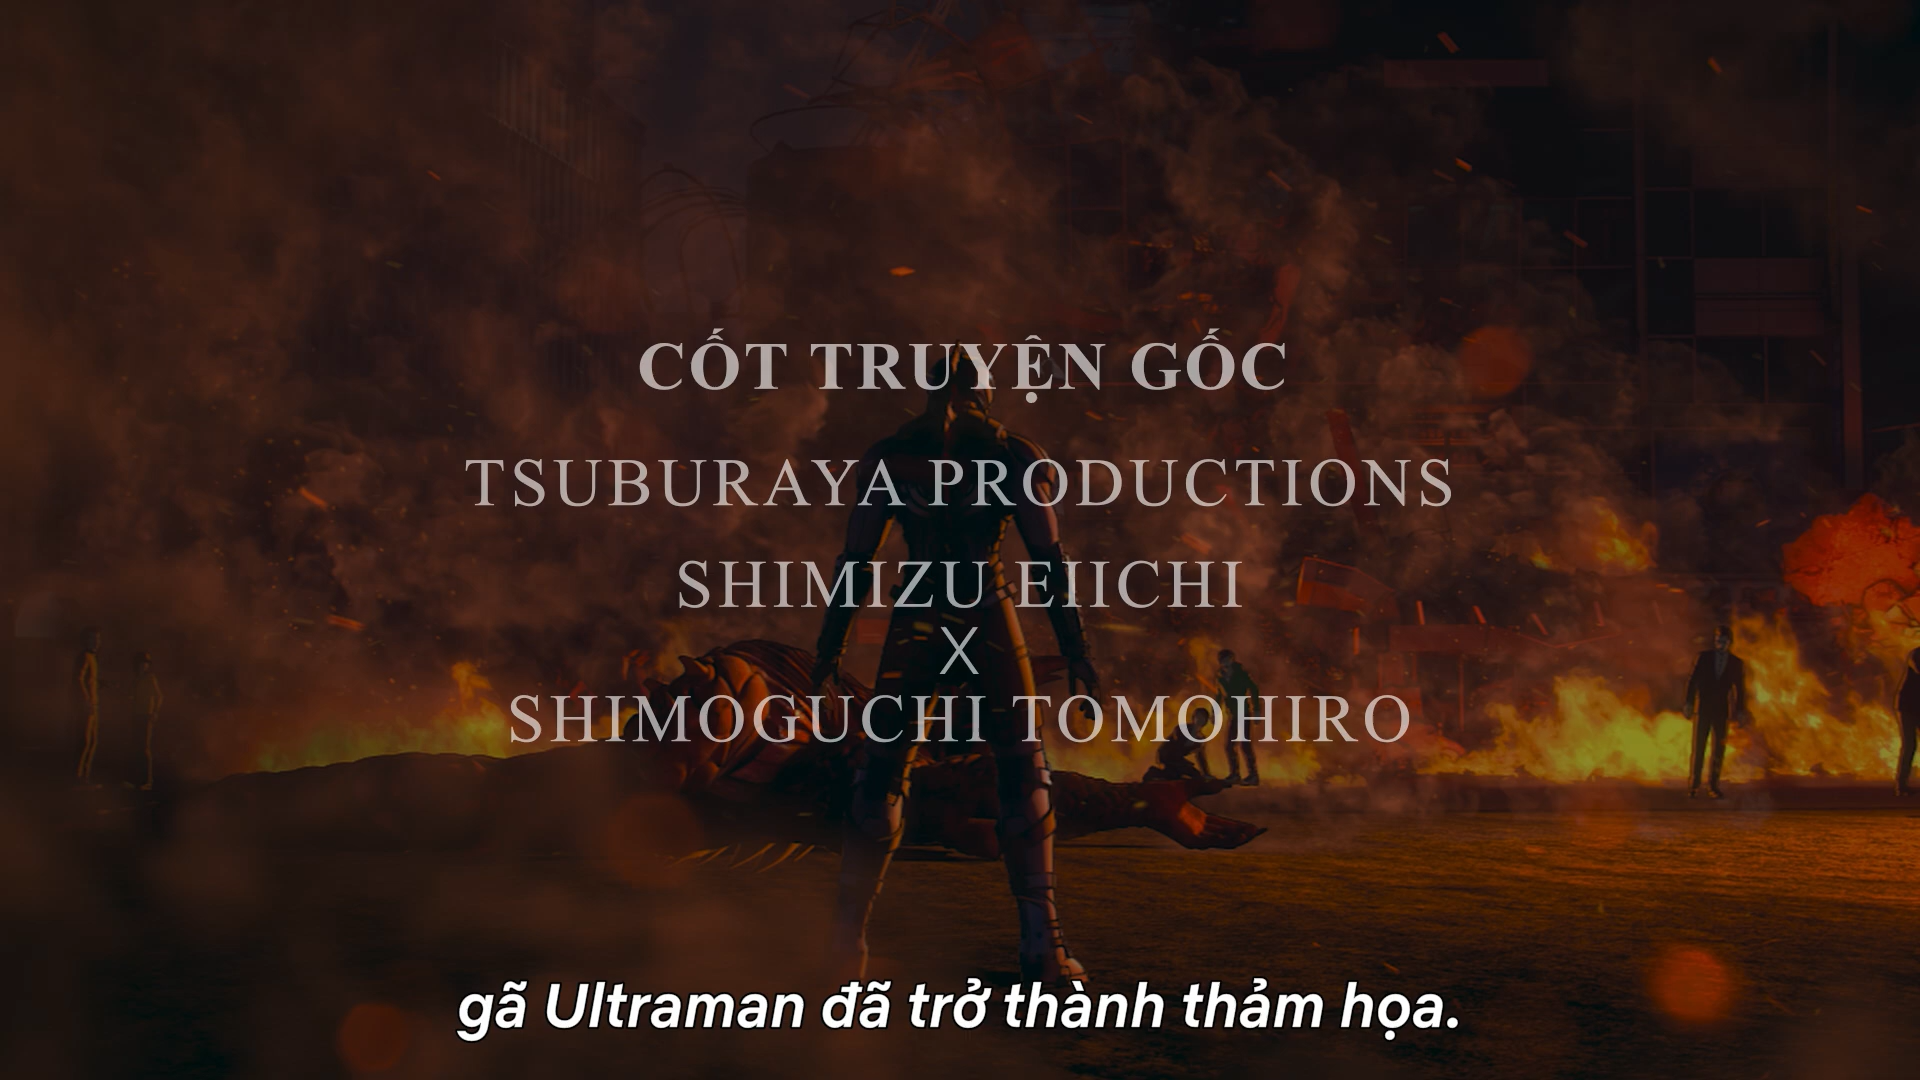 CỐT TRUYỆN GỐC
TSUBURAYA PRODUCTIONS
SHIMIZU EIICHI
X
SHIMOGUCHI TOMOHIRO
gã Ultraman đã trở thành thảm họa.